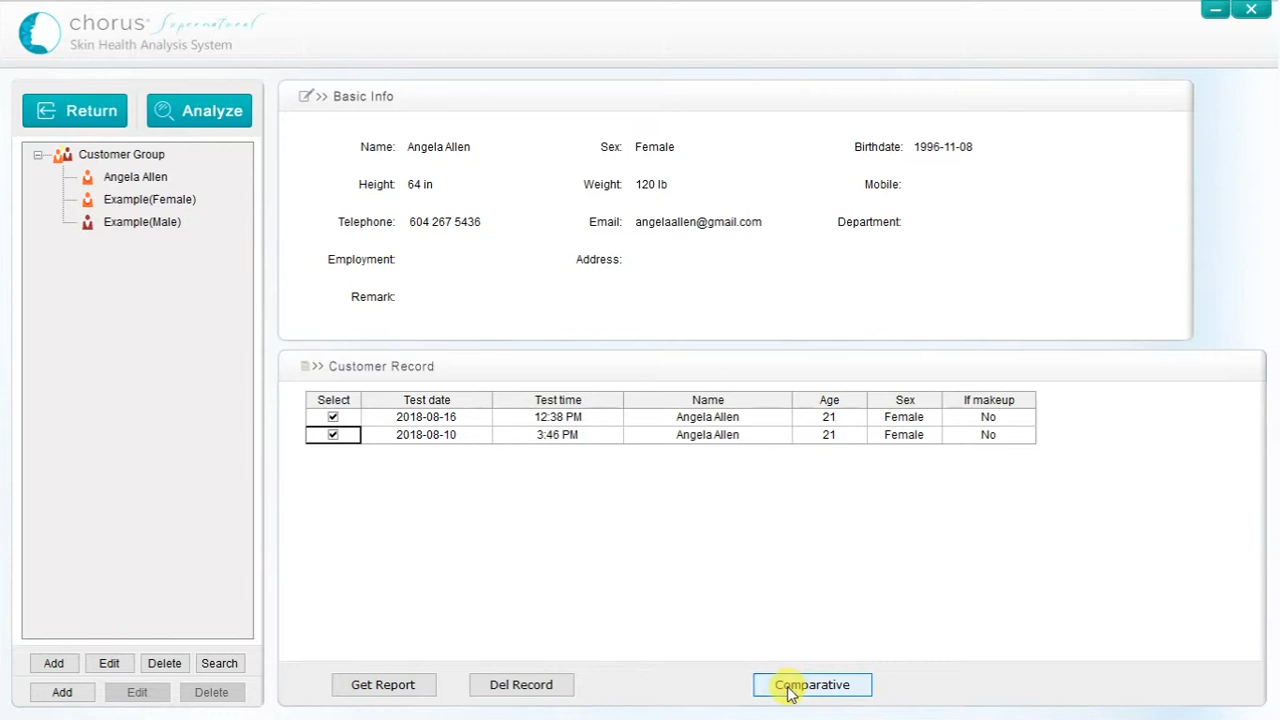 chorus® Supernatural
Skin Health Analysis System
Return
Analyze
Customer Group
Angela Allen
Example(Female)
Example(Male)
Add Edit Delete Search
Add Edit Delete
>> Basic Info
Name: Angela Allen Sex: Female Birthdate: 1996-11-08
Height: 64 in Weight: 120 lb Mobile:
Telephone: 604 267 5436 Email: angelaallen@gmail.com Department:
Employment: Address:
Remark:
>> Customer Record
Select Test date Test time Name Age Sex If makeup
2018-08-16 12:38 PM Angela Allen 21 Female No
2018-08-10 3:46 PM Angela Allen 21 Female No
Get Report Del Record Comparative